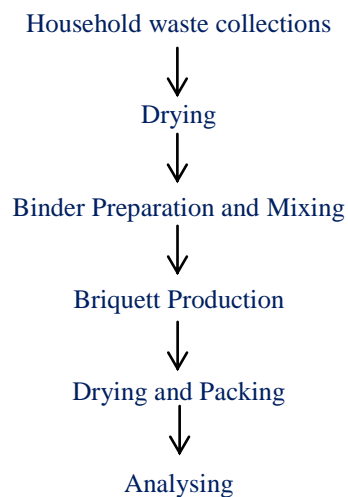 Household waste collections
Drying
Binder Preparation and Mixing
Briquett Production
Drying and Packing
Analysing